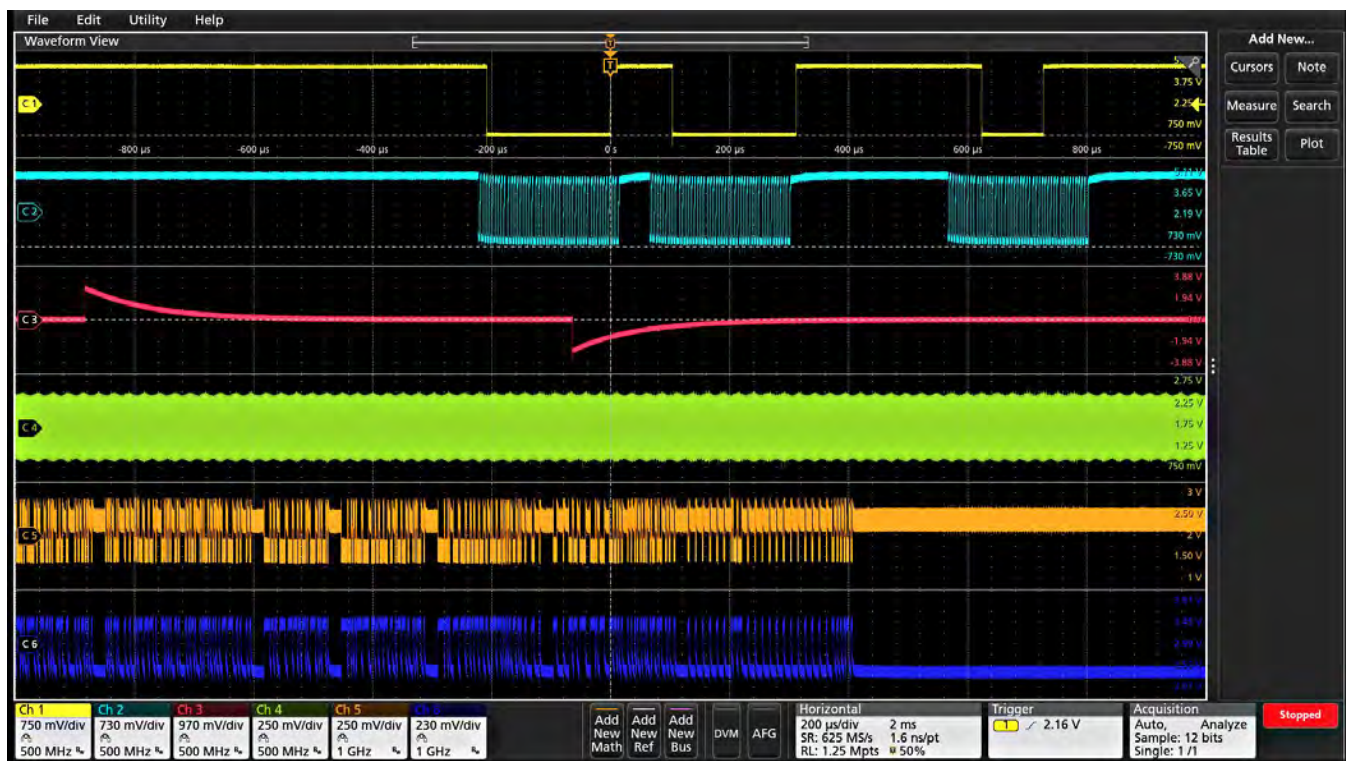 File Edit Utility Help
Waveform View
Add New...
T
T
Cursors Note
3.75 V
C 1
Measure Search
750 mV
Results Table Plot
-800 µs -600 µs -400 µs -200 µs 0 s 200 µs 400 µs 600 µs 800 µs -750 mV
3.65 V
C 2
2.19 V
730 mV
-730 mV
3.88 V
1.94 V
C 3
-1.94 V
-3.88 V
2.75 V
2.25 V
C 4
1.75 V
1.25 V
750 mV
3 V
2.50 V
C 5
2 V
1.50 V
1 V
C 6
Ch 1 Ch 2 Ch 3 Ch 4 Ch 5 Horizontal Trigger Acquisition
750 mV/div 730 mV/div 970 mV/div 250 mV/div 250 mV/div 230 mV/div Add New Math Add New Ref Add New Bus DVM AFG 200 µs/div 2 ms 1 2.16 V Auto, Analyze Stopped
SR: 625 MS/s 1.6 ns/pt Sample: 12 bits
500 MHz 500 MHz 500 MHz 500 MHz 1 GHz 1 GHz RL: 1.25 Mpts 50% Single: 1 /1